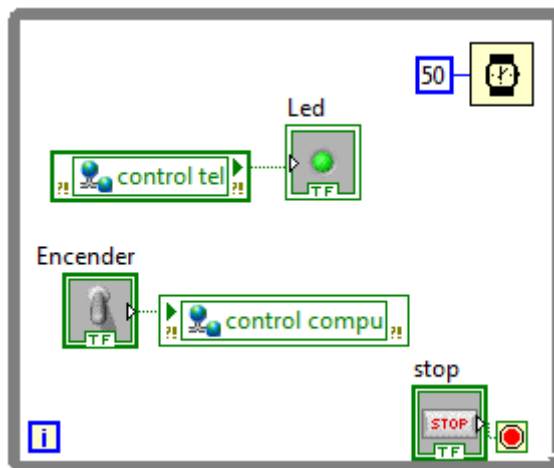 50
Led
?! control tel ?!
TF
Encender
TF
?! control compu ?!
stop
STOP
TF
i